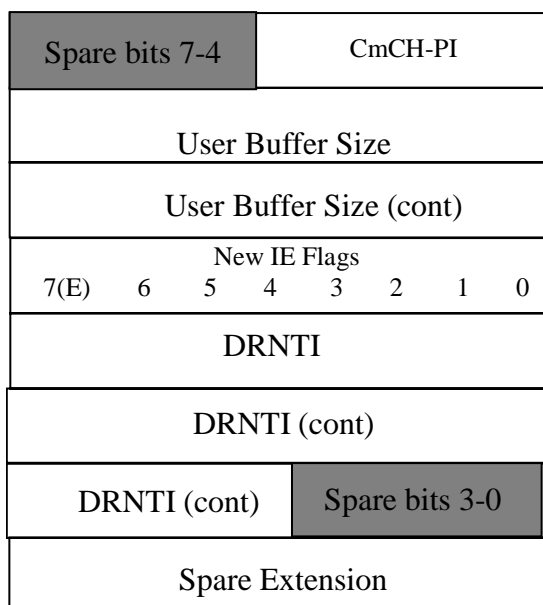 Spare bits 7-4 CmCH-PI
User Buffer Size
User Buffer Size (cont)
New IE Flags
7(E) 6 5 4 3 2 1 0
DRNTI
DRNTI (cont)
DRNTI (cont) Spare bits 3-0
Spare Extension